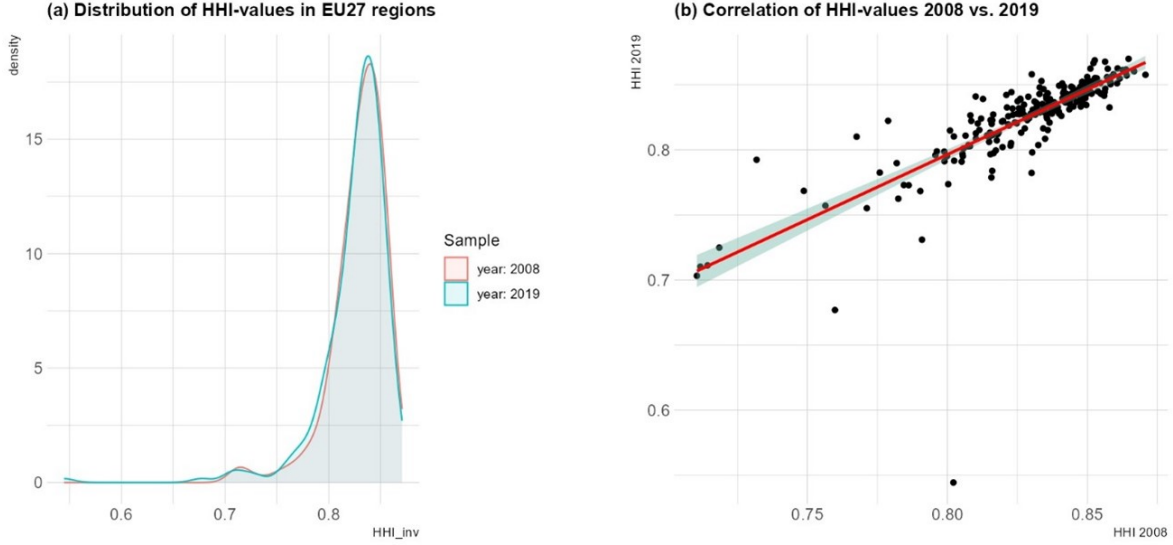 (a) Distribution of HHI-values in EU27 regions
density
15
10
5
0
0.6 0.7 0.8
HHI_inv
Sample
year: 2008
year: 2019
(b) Correlation of HHI-values 2008 vs. 2019
HHI 2019
0.8
0.7
0.6
0.75 0.80 0.85
HHI 2008